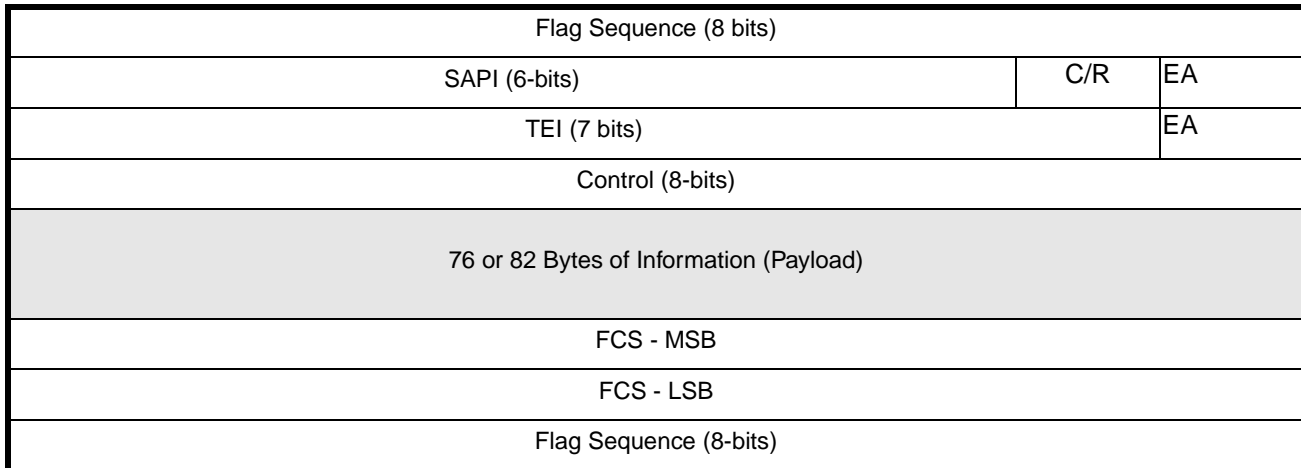 Flag Sequence (8 bits)
SAPI (6-bits) C/R EA
TEI (7 bits) EA
Control (8-bits)
76 or 82 Bytes of Information (Payload)
FCS - MSB
FCS - LSB
Flag Sequence (8-bits)